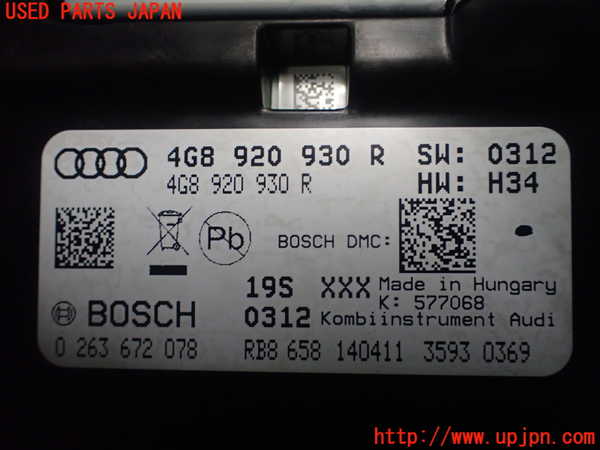 USED PARTS JAPAN
4G8 920 930 R SW: 0312
4G8 920 930 R HW: H34
Pb BOSCH DMC:
19S XXX Made in Hungary
K: 577068
BOSCH 0312 Kombiinstrument Audi
0 263 672 078 RB8 658 140411 3593 0369
http://www.upjpn.com/